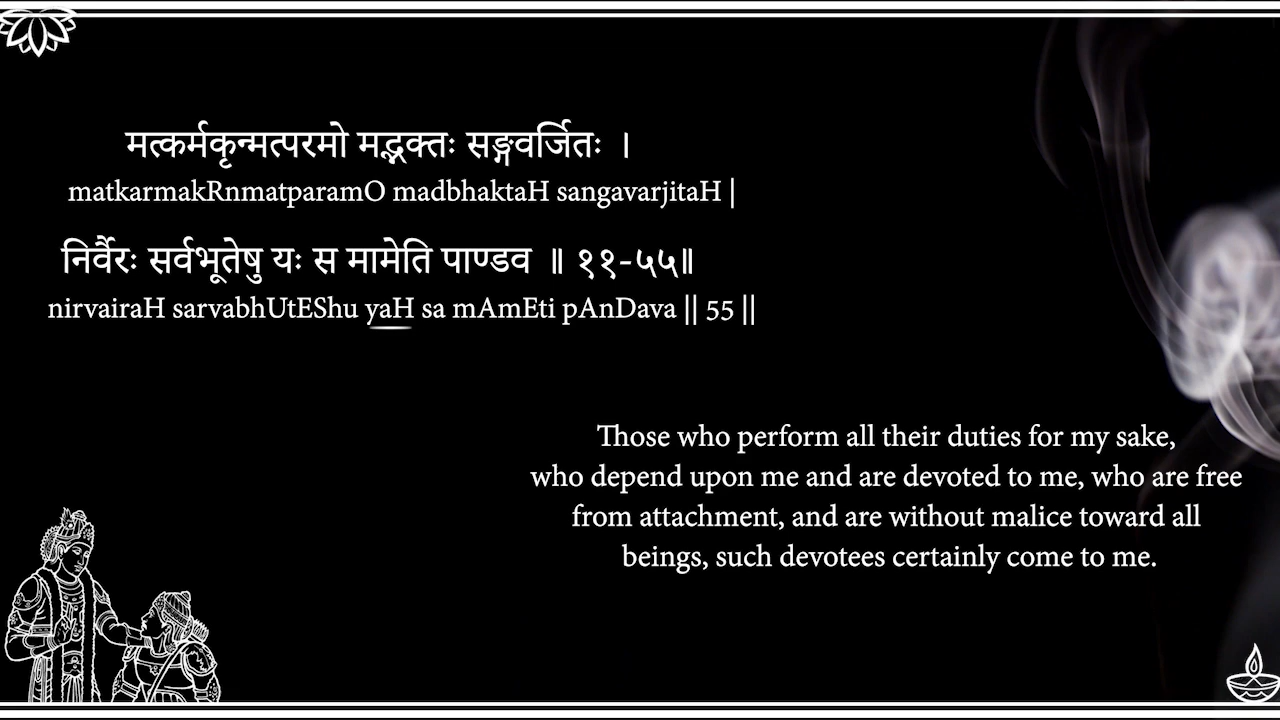 मत्कर्मकृन्मत्परमो मद्भक्तः सङ्गवर्जितः ।
matkarmakRnmatparamO madbhaktaH sangavarjitaH |
निर्वैरः सर्वभूतेषु यः स मामेति पाण्डव ॥ ११-५५॥
nirvairaH sarvabhUtEShu yaH sa mAmEti pAnDava || 55 ||
Those who perform all their duties for my sake,
who depend upon me and are devoted to me, who are free
from attachment, and are without malice toward all
beings, such devotees certainly come to me.